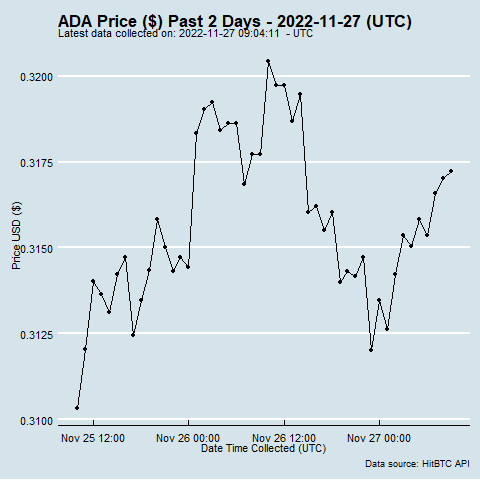 ADA Price ($) Past 2 Days - 2022-11-27 (UTC)
Latest data collected on: 2022-11-27 09:04:11 - UTC
0.3200
0.3175
0.3150
0.3125
0.3100
Price USD ($)
Nov 25 12:00
Nov 26 00:00
Nov 26 12:00
Nov 27 00:00
Date Time Collected (UTC)
Data source: HitBTC API